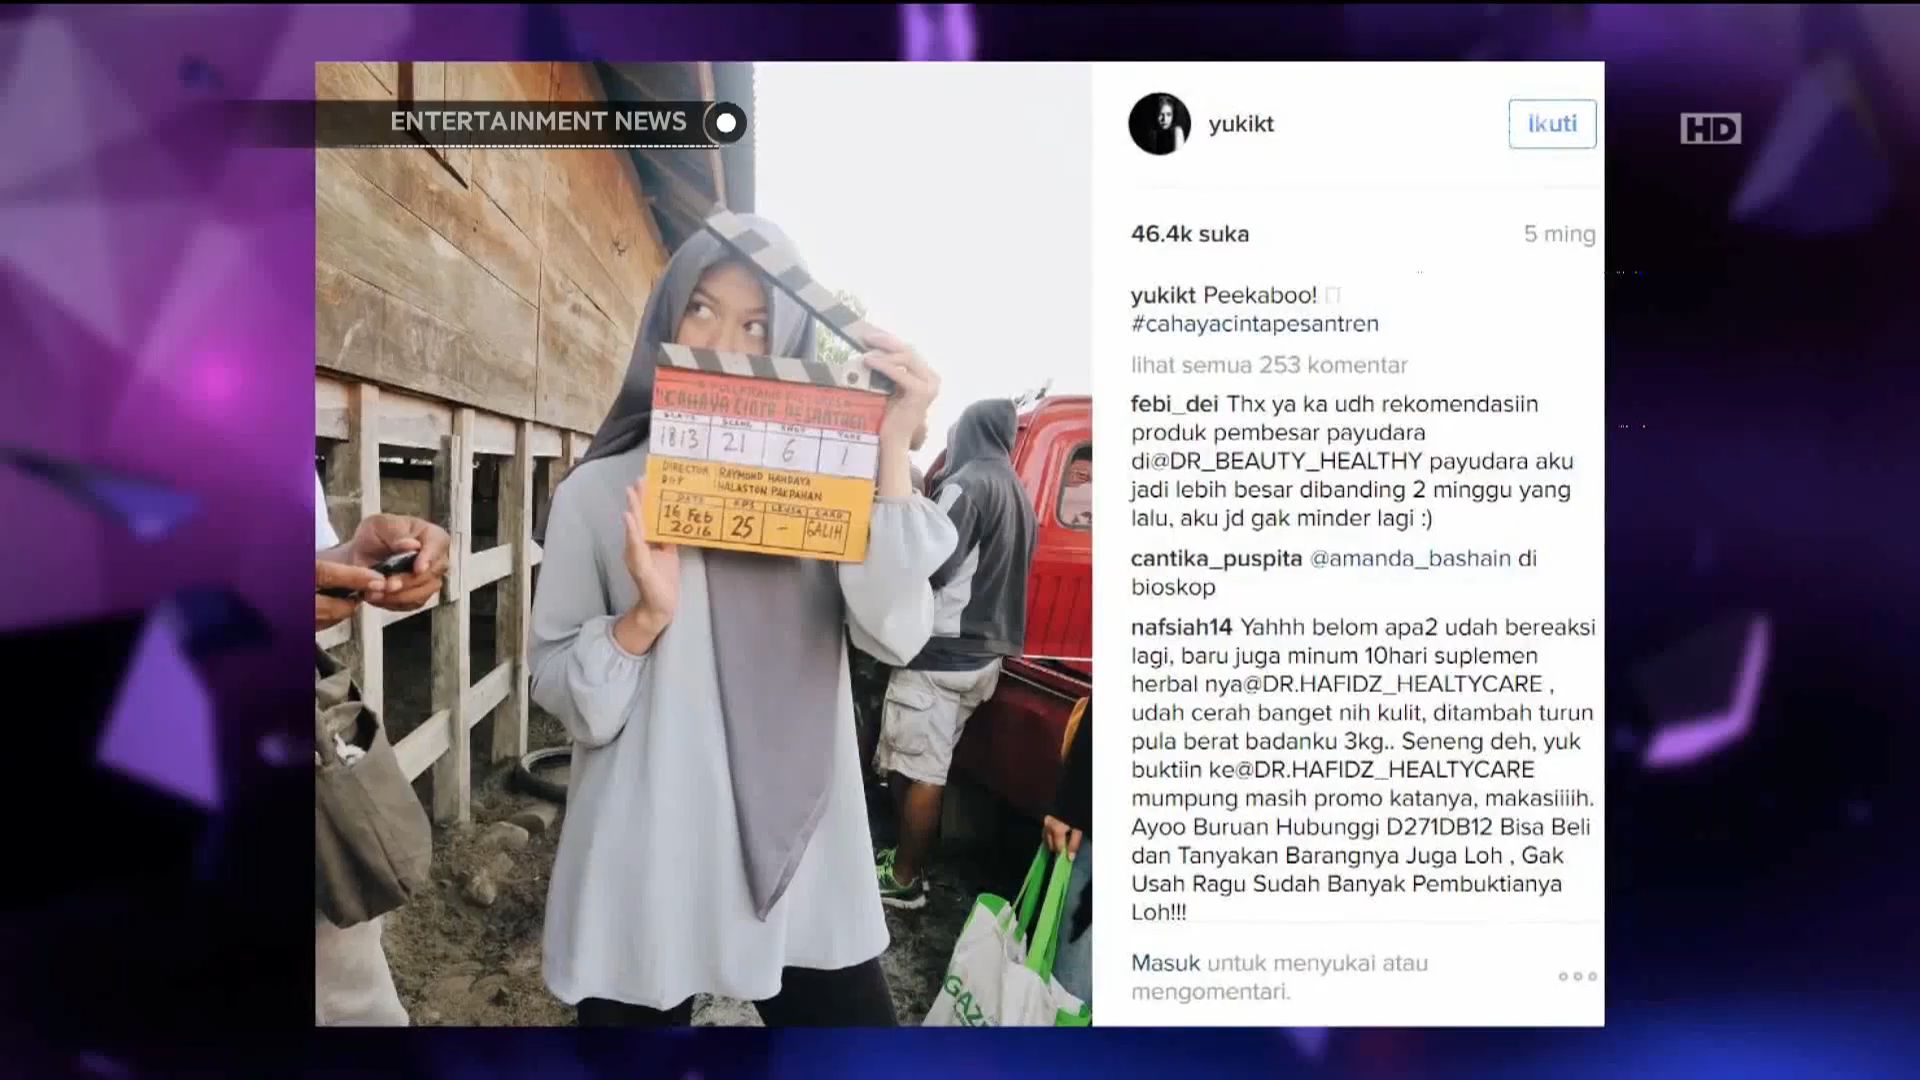 ENTERTAINMENT NEWS
HD
yukikt
Ikuti
46.4k suka
5 ming
yukikt Peekaboo!
#cahayacintapesantren
lihat semua 253 komentar
febi_dei Thx ya ka udh rekomendasiin
produk pembesar payudara
di@DR_BEAUTY_HEALTHY payudara aku
jadi lebih besar dibanding 2 minggu yang
lalu, aku jd gak minder lagi :)
cantika_puspita @amanda_bashain di
bioskop
nafsiah14 Yahhh belom apa2 udah bereaksi
lagi, baru juga minum 10hari suplemen
herbal nya@DR.HAFIDZ_HEALTYCARE ,
udah cerah banget nih kulit, ditambah turun
pula berat badanku 3kg.. Seneng deh, yuk
buktiin ke@DR.HAFIDZ_HEALTYCARE
mumpung masih promo katanya, makasiiiih.
Ayoo Buruan Hubunggi D271DB12 Bisa Beli
dan Tanyakan Barangnya Juga Loh , Gak
Usah Ragu Sudah Banyak Pembuktianya
Loh!!!
Masuk untuk menyukai atau
mengomentari.
"CAHAYA CINTA PESANTREN
1813 21 6 1
DIRECTOR : RAYMOND HANDAYA
HALASTON PAKPAHAN
DATE
16 Feb
2016
25 - GALIH
GAZ